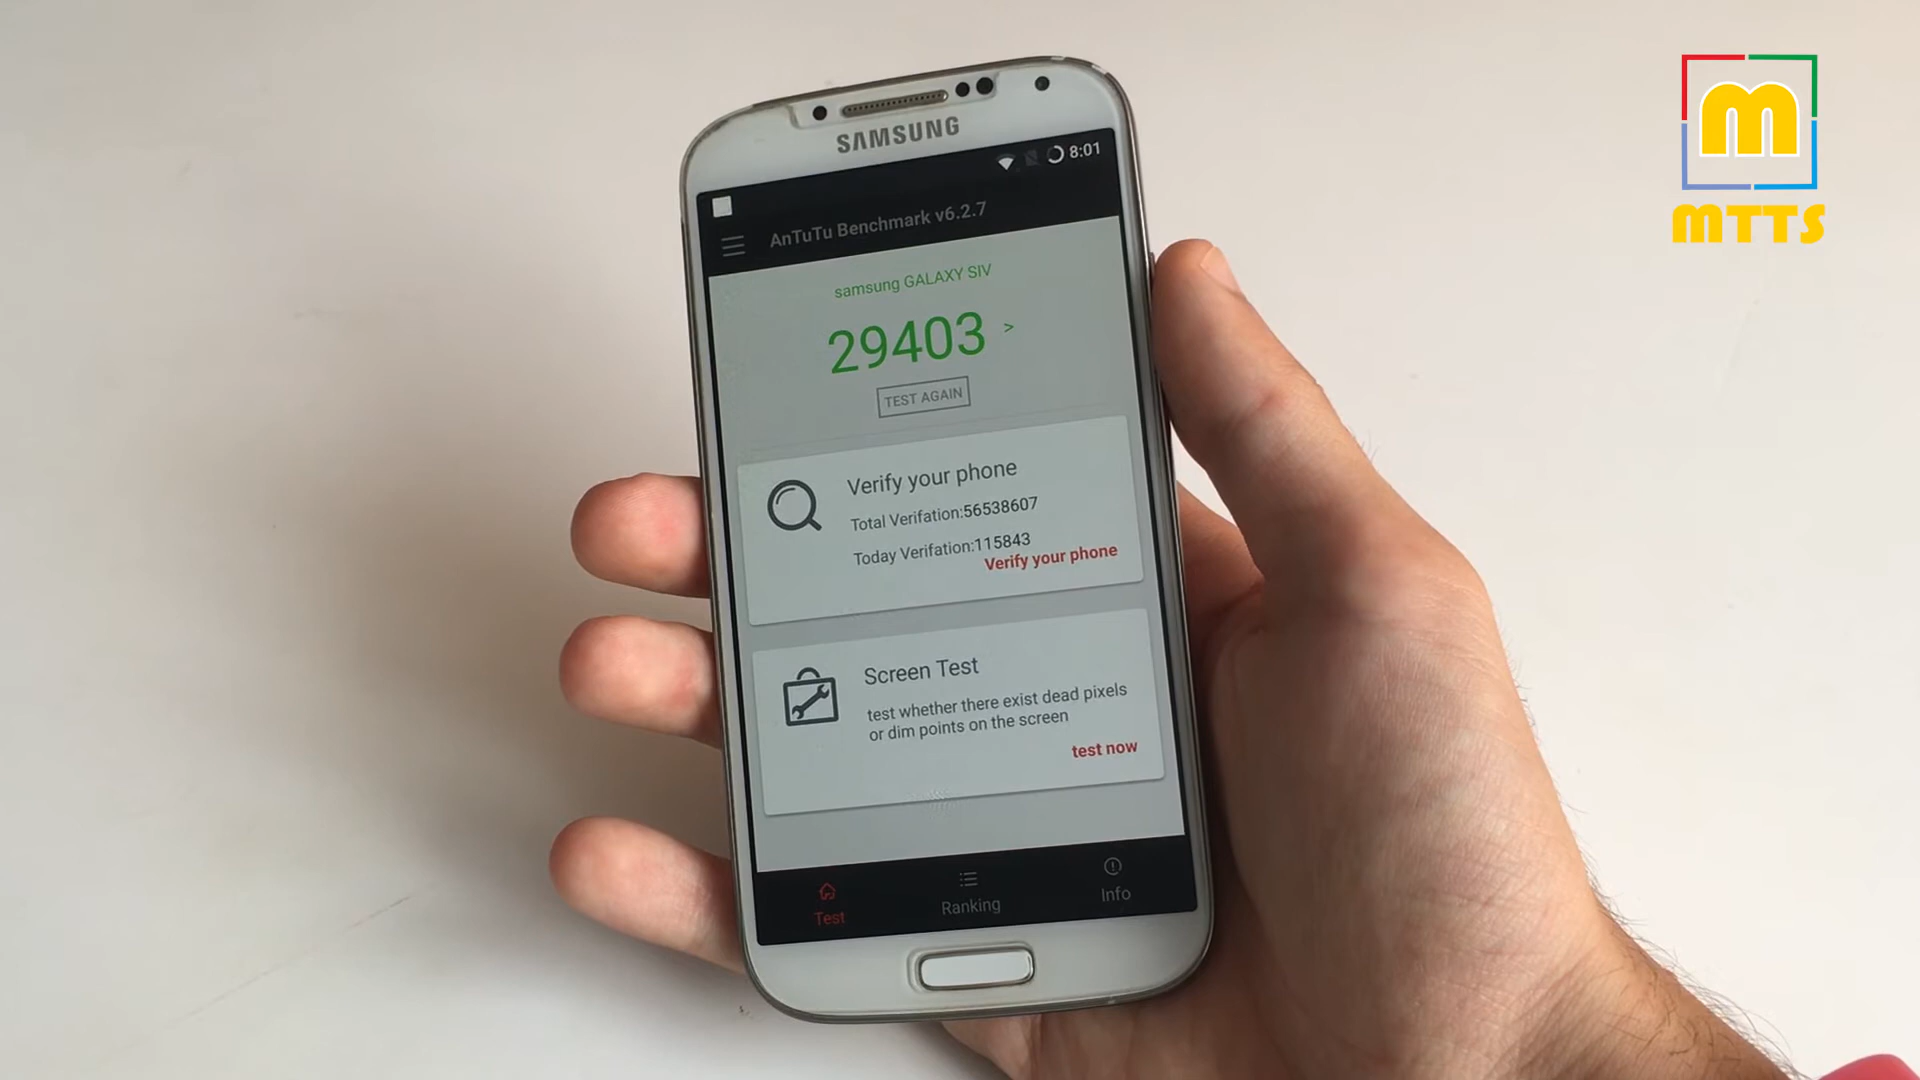 m
MTTS
SAMSUNG
8:01
AnTuTu Benchmark v6.2.7
samsung GALAXY SIV
29403 >
TEST AGAIN
Verify your phone
Total Verifation:56538607
Today Verifation:115843
Verify your phone
Screen Test
test whether there exist dead pixels
or dim points on the screen
test now
Test
Ranking
Info